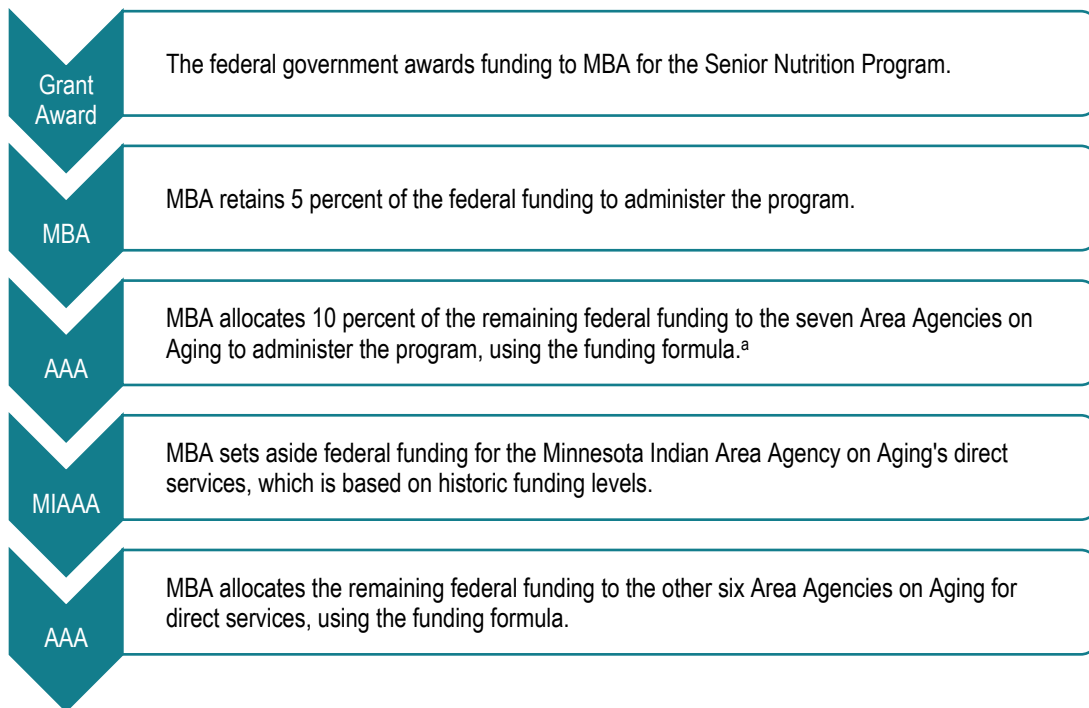 Grant
Award
The federal government awards funding to MBA for the Senior Nutrition Program.
MBA
MBA retains 5 percent of the federal funding to administer the program.
AAA
MBA allocates 10 percent of the remaining federal funding to the seven Area Agencies on
Aging to administer the program, using the funding formula.ᵃ
MIAAA
MBA sets aside federal funding for the Minnesota Indian Area Agency on Aging's direct
services, which is based on historic funding levels.
AAA
MBA allocates the remaining federal funding to the other six Area Agencies on Aging for
direct services, using the funding formula.